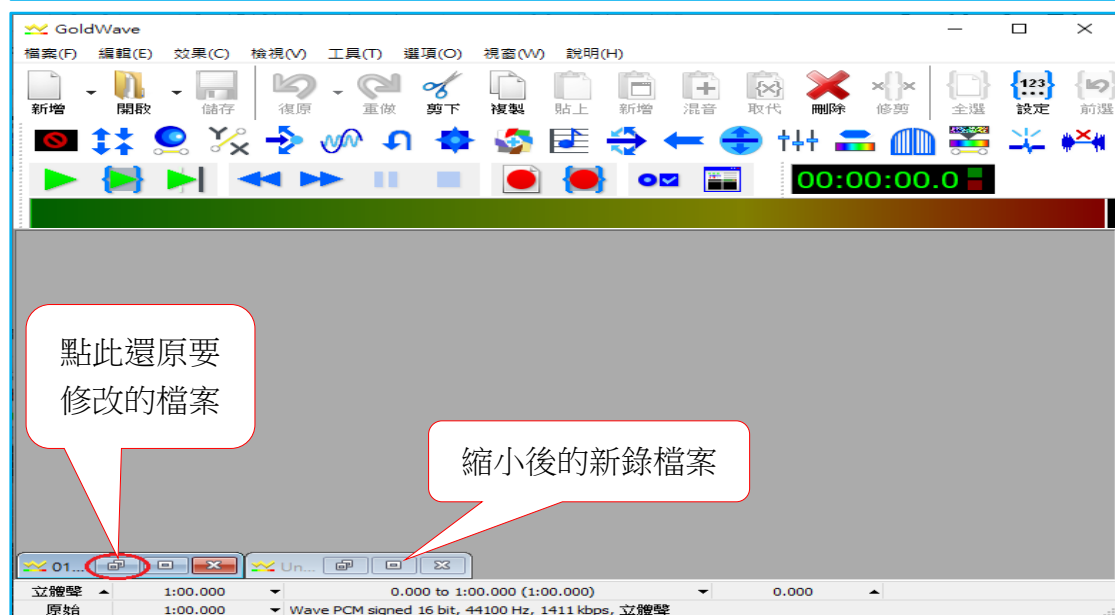 GoldWave
檔案(F) 編輯(E) 效果(C) 檢視(V) 工具(T) 選項(O) 視窗(W) 說明(H)
新增 開啟 儲存 復原 重做 剪下 複製 貼上 新增 混音 取代 刪除 修剪 全選 設定 前選
00:00:00.0
點此還原要
修改的檔案
縮小後的新錄檔案
01... Un...
立體聲 1:00.000 0.000 to 1:00.000 (1:00.000) 0.000
原始 1:00.000 Wave PCM signed 16 bit, 44100 Hz, 1411 kbps, 立體聲